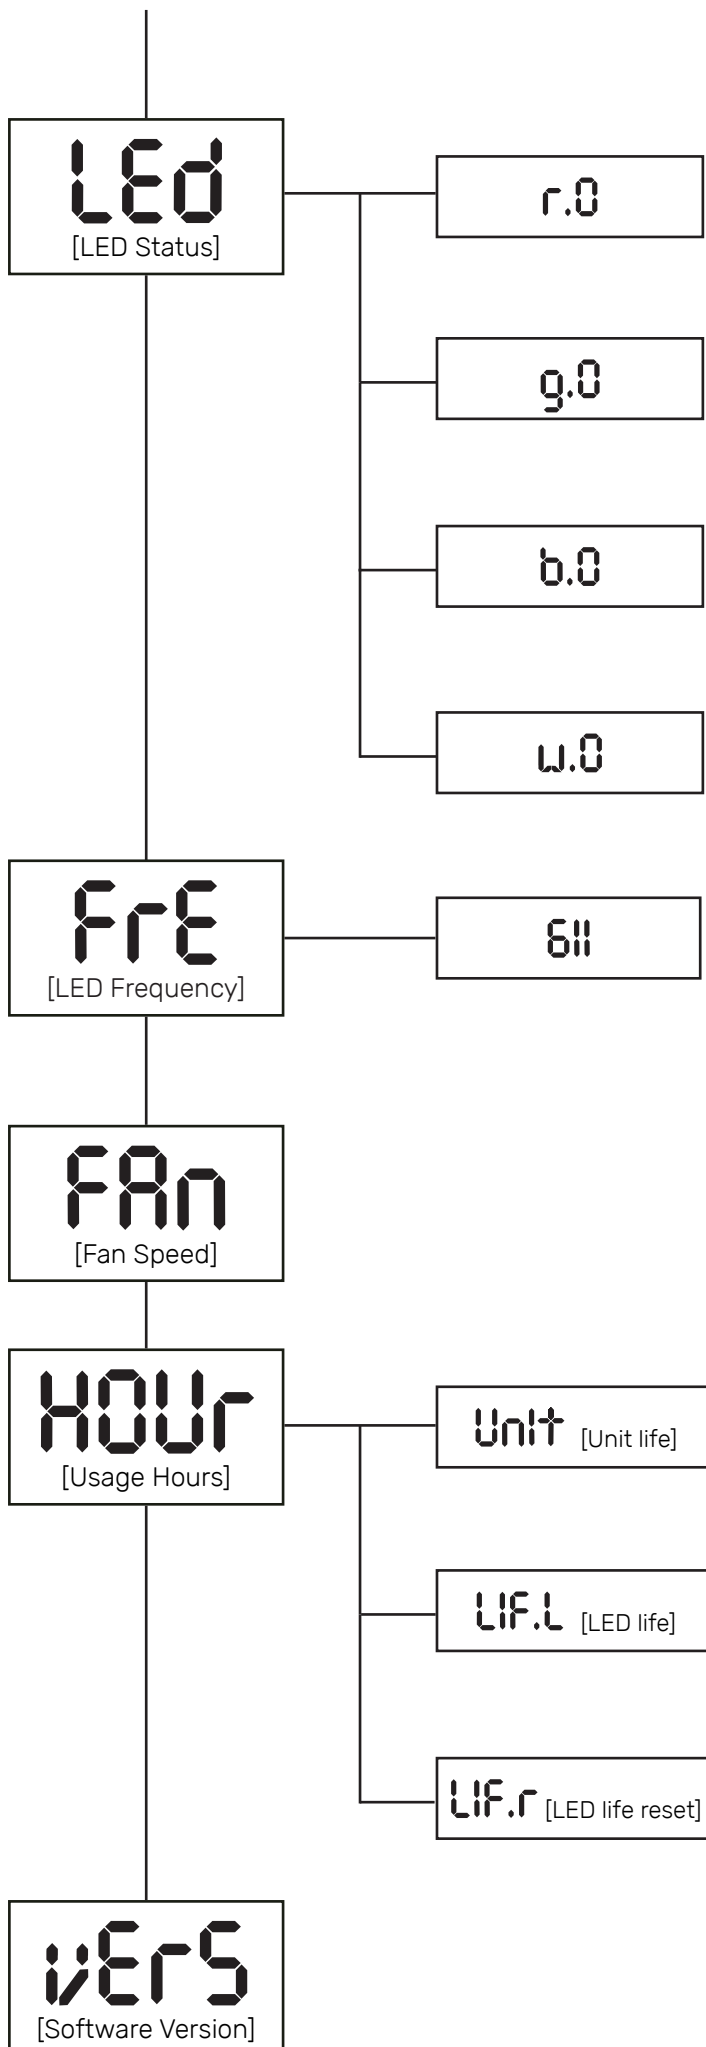 LEd
[LED Status]
r.0
g.0
b.0
w.0
FrE
[LED Frequency]
611
FAn
[Fan Speed]
HOUr
[Usage Hours]
UnIt [Unit life]
LIF.L [LED life]
LIF.r [LED life reset]
vErS
[Software Version]